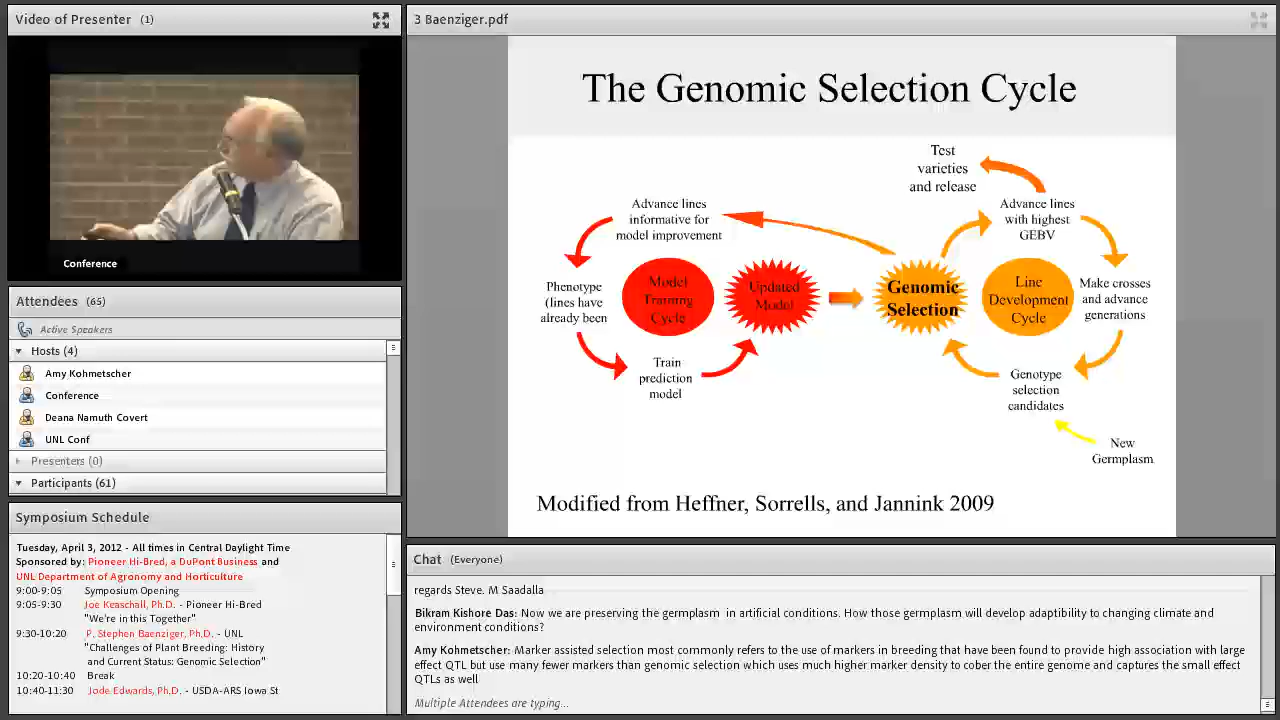 Video of Presenter (1)
Conference
Attendees (65)
Active Speakers
Hosts (4)
Amy Kohmetscher
Conference
Deana Namuth Covert
UNL Conf
Presenters (0)
Participants (61)
Symposium Schedule
Tuesday, April 3, 2012 - All times in Central Daylight Time
Sponsored by: Pioneer Hi-Bred, a DuPont Business and
UNL Department of Agronomy and Horticulture
9:00-9:05 Symposium Opening
9:05-9:30 Joe Keaschall, Ph.D. - Pioneer Hi-Bred
"We're in this Together"
9:30-10:20 P. Stephen Baenziger, Ph.D. - UNL
"Challenges of Plant Breeding: History
and Current Status: Genomic Selection"
10:20-10:40 Break
10:40-11:30 Jode Edwards, Ph.D. - USDA-ARS Iowa St
3 Baenziger.pdf
The Genomic Selection Cycle
Test
varieties
and release
Advance lines
informative for
model improvement
Advance lines
with highest
GEBV
Phenotype
(lines have
already been
Model
Training
Cycle
Updated
Model
Genomic
Selection
Line
Development
Cycle
Make crosses
and advance
generations
Train
prediction
model
Genotype
selection
candidates
New
Germplasm
Modified from Heffner, Sorrells, and Jannink 2009
Chat (Everyone)
regards Steve. M Saadalla
Bikram Kishore Das: Now we are preserving the germplasm in artificial conditions. How those germplasm will develop adaptibility to changing climate and
environment conditions?
Amy Kohmetscher: Marker assisted selection most commonly refers to the use of markers in breeding that have been found to provide high association with large
effect QTL but use many fewer markers than genomic selection which uses much higher marker density to cober the entire genome and captures the small effect
QTLs as well
Multiple Attendees are typing...